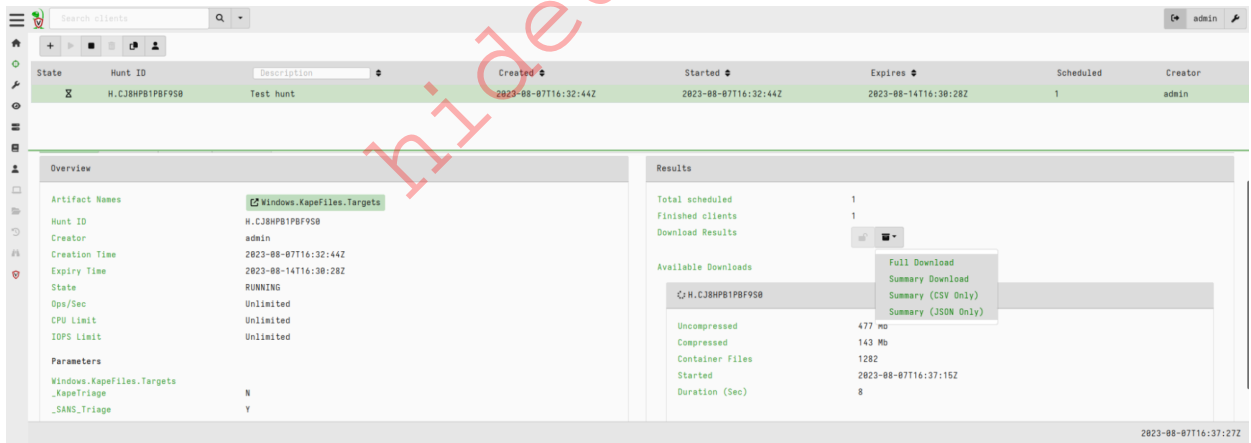 Search clients
admin
State Hunt ID Description Created Started Expires Scheduled Creator
H.CJ8HPB1PBF9S0 Test hunt 2023-08-07T16:32:44Z 2023-08-07T16:32:44Z 2023-08-14T16:30:28Z 1 admin
Overview
Artifact Names Windows.KapeFiles.Targets
Hunt ID H.CJ8HPB1PBF9S0
Creator admin
Creation Time 2023-08-07T16:32:44Z
Expiry Time 2023-08-14T16:30:28Z
State RUNNING
Ops/Sec Unlimited
CPU Limit Unlimited
IOPS Limit Unlimited
Parameters
Windows.KapeFiles.Targets
_KapeTriage N
_SANS_Triage Y
Results
Total scheduled 1
Finished clients 1
Download Results
Full Download
Summary Download
Summary (CSV Only)
Summary (JSON Only)
Available Downloads
H.CJ8HPB1PBF9S0
Uncompressed 477 Mb
Compressed 143 Mb
Container Files 1282
Started 2023-08-07T16:37:15Z
Duration (Sec) 8
2023-08-07T16:37:27Z
hide